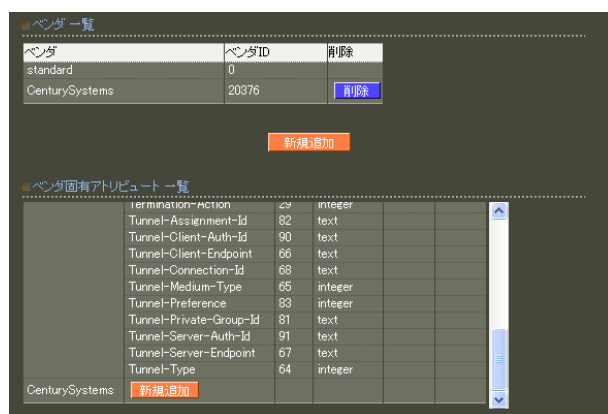 ベンダ 一覧
ベンダ ベンダID 削除
standard 0
CenturySystems 20376 削除
新規追加
ベンダ固有アトリビュート 一覧
Termination-Action 29 integer
Tunnel-Assignment-Id 82 text
Tunnel-Client-Auth-Id 90 text
Tunnel-Client-Endpoint 66 text
Tunnel-Connection-Id 68 text
Tunnel-Medium-Type 65 integer
Tunnel-Preference 83 integer
Tunnel-Private-Group-Id 81 text
Tunnel-Server-Auth-Id 91 text
Tunnel-Server-Endpoint 67 text
Tunnel-Type 64 integer
CenturySystems 新規追加